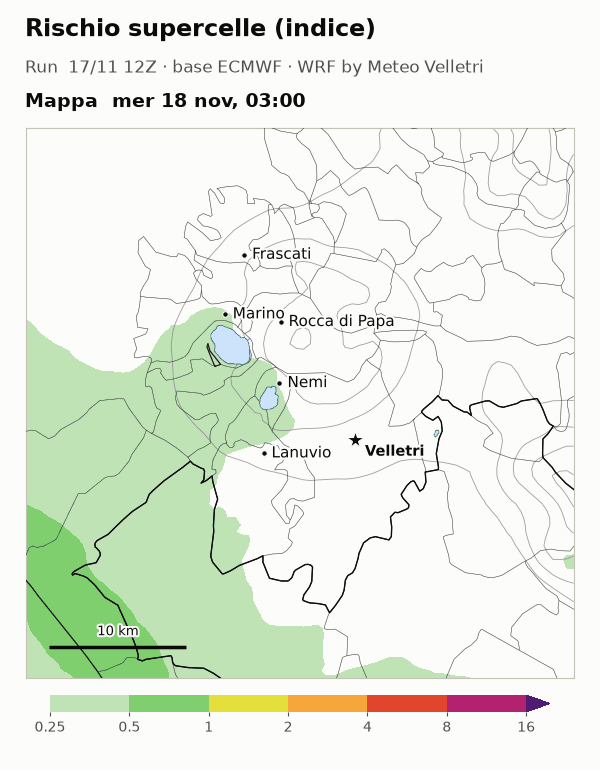 Rischio supercelle (indice)
Run  17/11 12Z · base ECMWF · WRF by Meteo Velletri
Mappa  mer 18 nov, 03:00
Frascati
Marino
Rocca di Papa
Nemi
Velletri
Lanuvio
10 km
0.25 0.5 1 2 4 8 16